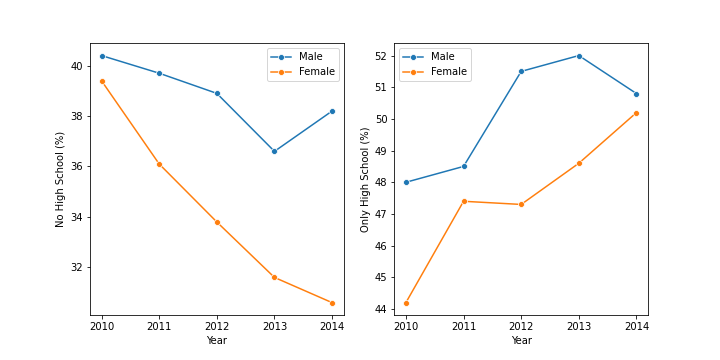 No High School (%)
40
38
36
34
32
Male
Female
2010 2011 2012 2013 2014
Year
Only High School (%)
52
51
50
49
48
47
46
45
44
Male
Female
2010 2011 2012 2013 2014
Year